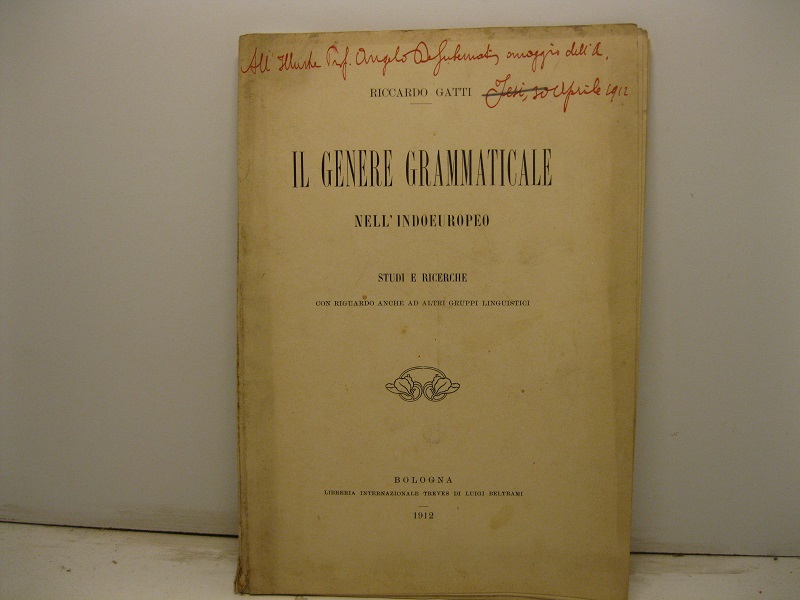 All' Illustre Prof. Angelo De Gubernatis omaggio dell'A.
RICCARDO GATTI
Jesi, 30 Aprile 1912
IL GENERE GRAMMATICALE
NELL'INDOEUROPEO
STUDI E RICERCHE
CON RIGUARDO ANCHE AD ALTRI GRUPPI LINGUISTICI
BOLOGNA
LIBRERIA INTERNAZIONALE TREVES DI LUIGI BELTRAMI
1912